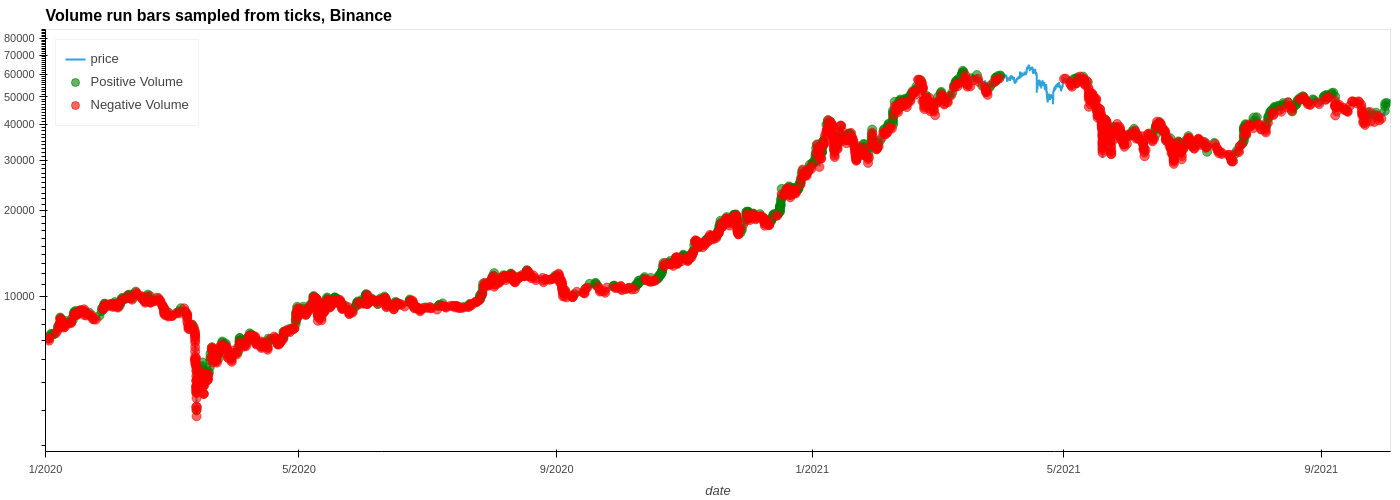 Volume run bars sampled from ticks, Binance
80000
70000
60000
50000
40000
30000
20000
10000
price
Positive Volume
Negative Volume
1/2020
5/2020
9/2020
1/2021
5/2021
9/2021
date